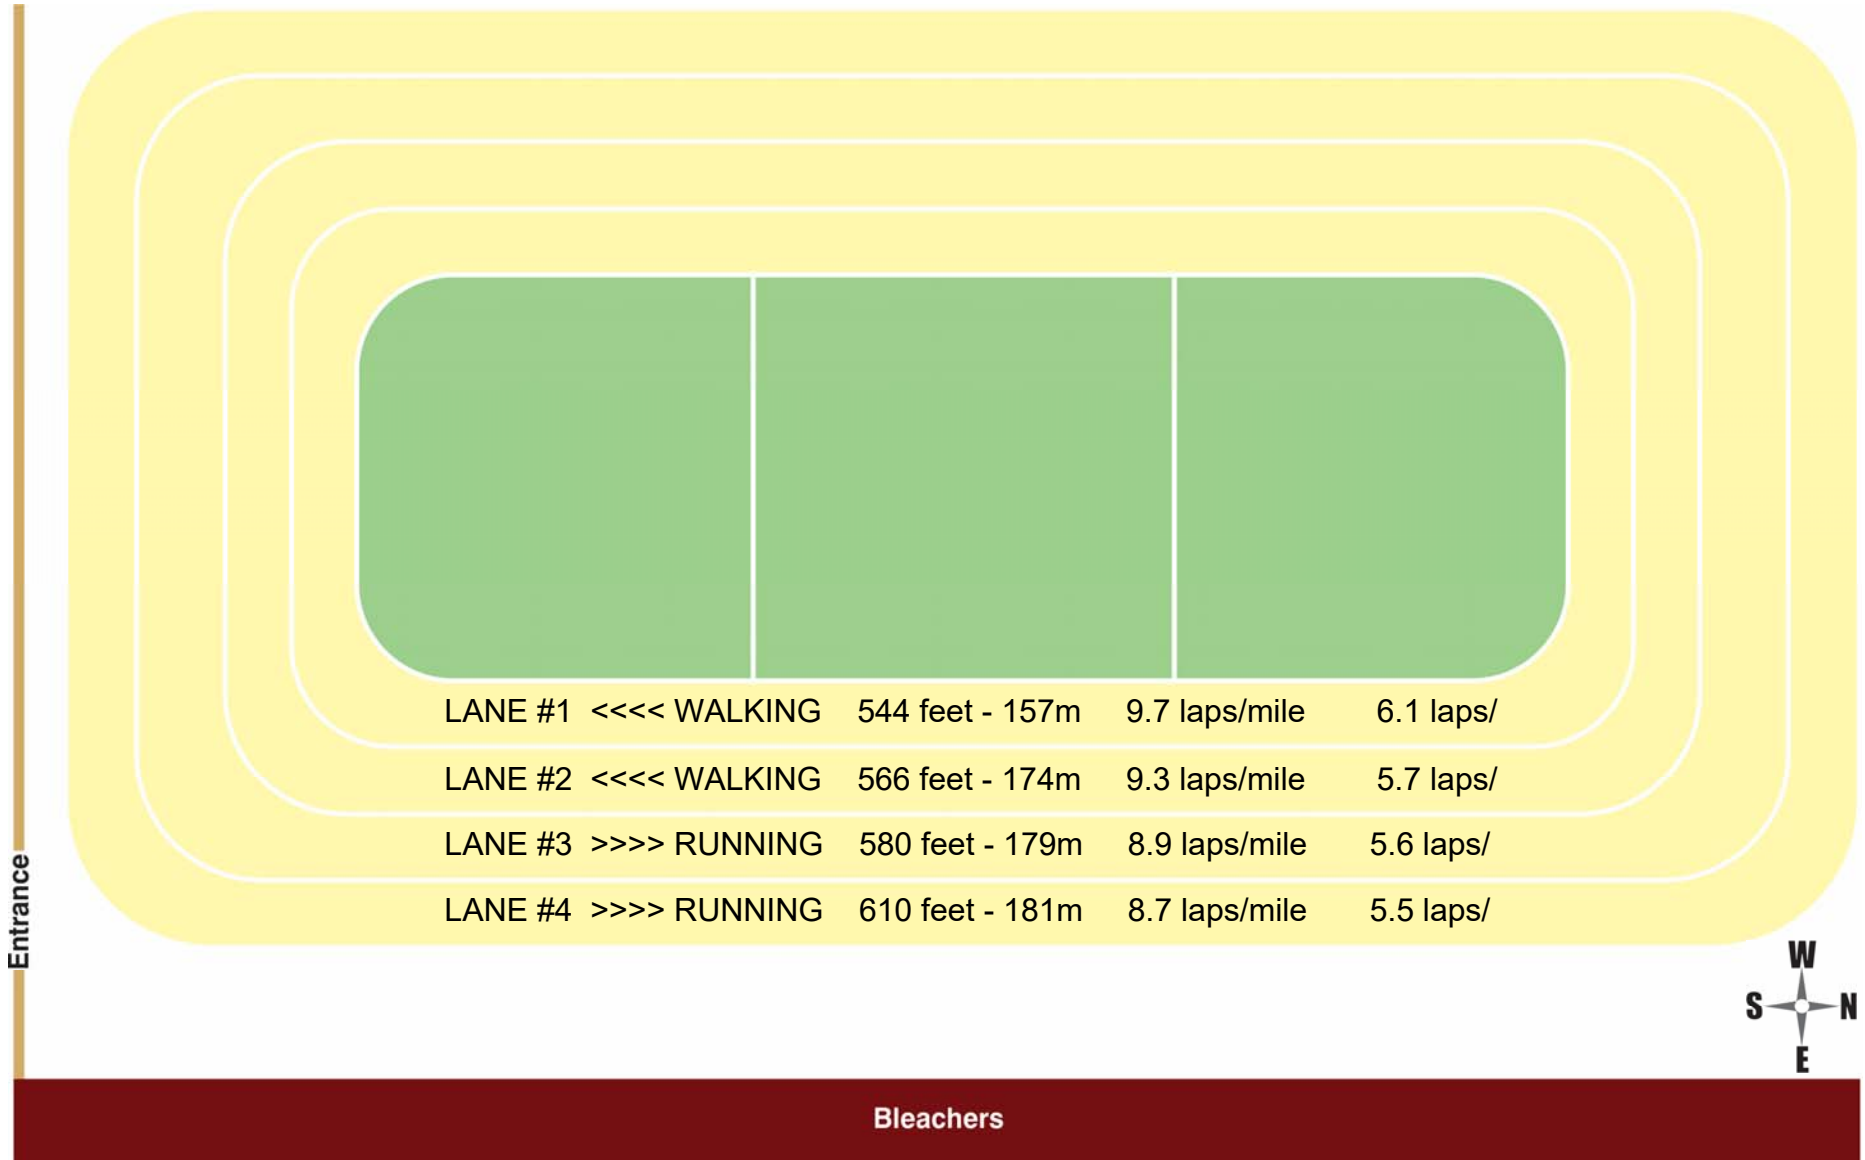 LANE #1 <<<< WALKING 544 feet - 157m 9.7 laps/mile 6.1 laps/
LANE #2 <<<< WALKING 566 feet - 174m 9.3 laps/mile 5.7 laps/
LANE #3 >>>> RUNNING 580 feet - 179m 8.9 laps/mile 5.6 laps/
LANE #4 >>>> RUNNING 610 feet - 181m 8.7 laps/mile 5.5 laps/
Entrance
W
S N
E
Bleachers